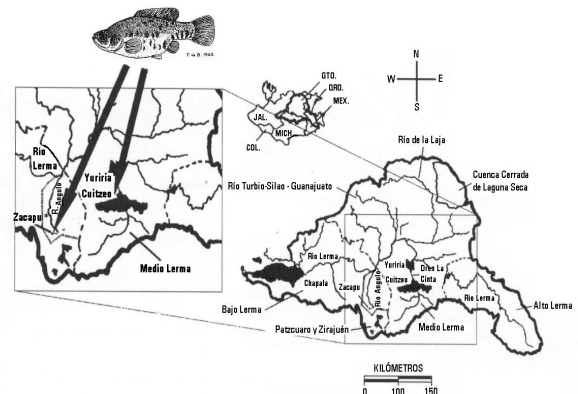 GTO.
QRO.
MEX.
JAL.
MICH
COL.
N
W
E
S
Río
Lerma
R. Angulo
Yuriria
Cuitzeo
Zacapu
Medio Lerma
Río de la Laja
Cuenca Cerrada
de Laguna Seca
Río Turbio-Silao - Guanajuato
Río Lerma
Chapala
Zacapu
Río Angulo
Yuriria
Cuitzeo
Dren La
Cinta
Río Lerma
Alto Lerma
Bajo Lerma
Medio Lerma
Patzcuaro y Zirajuén
KILÓMETROS
0 100 150